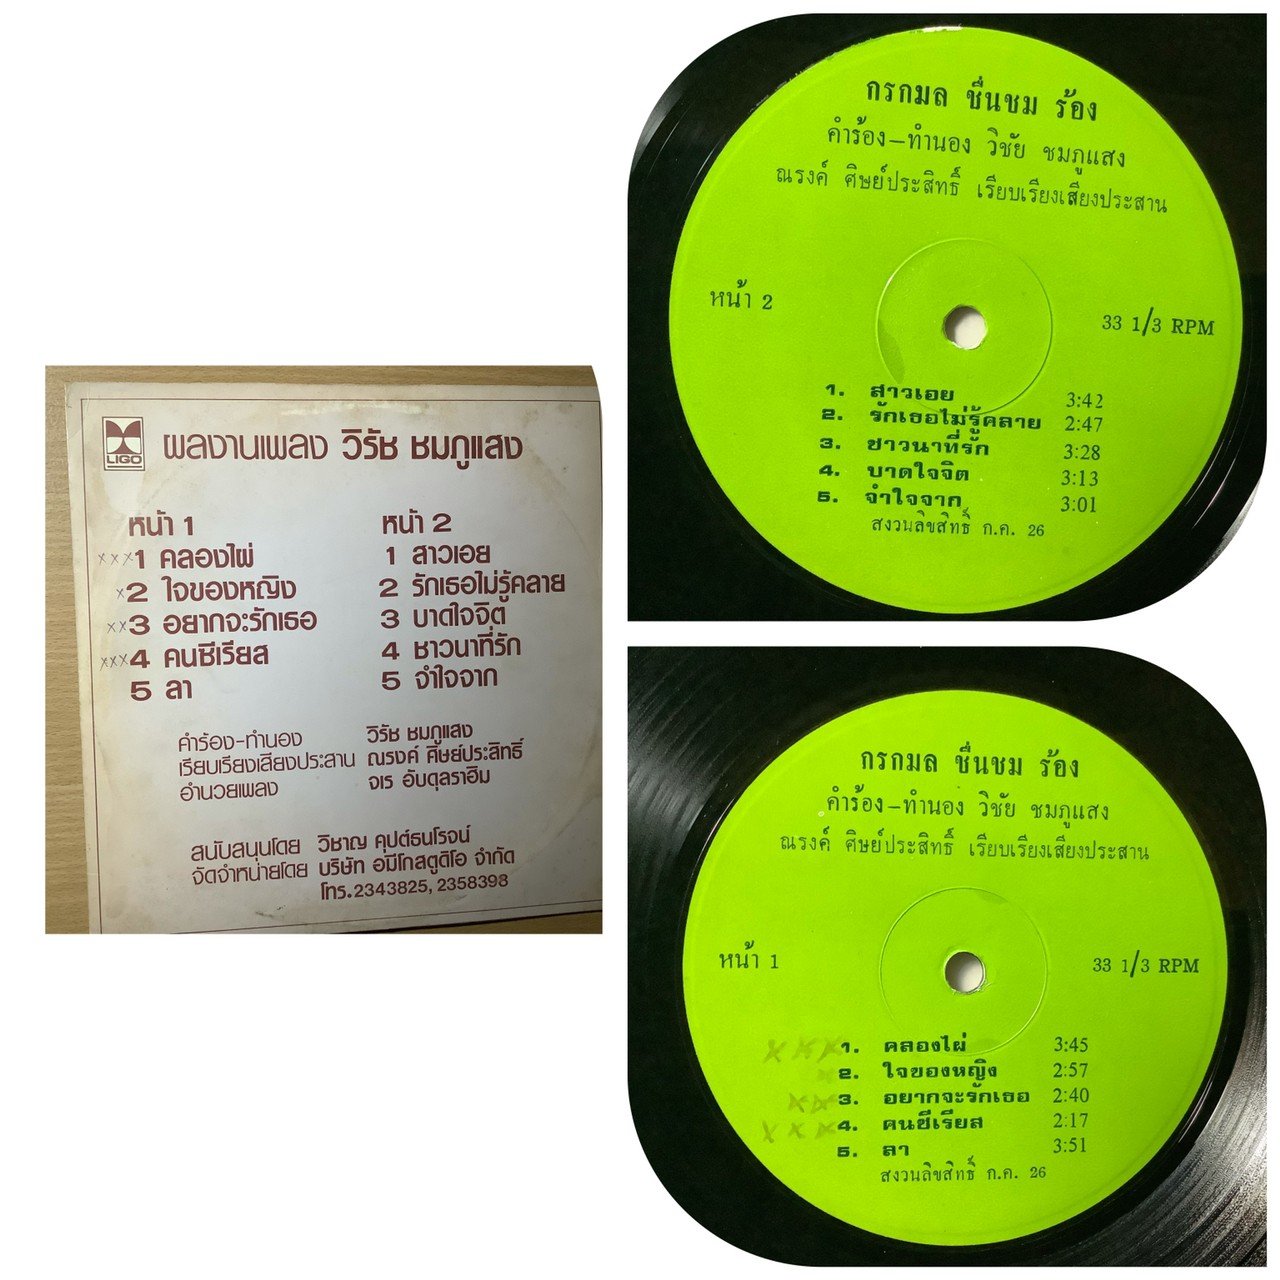 LIGO
ผลงานเพลง วิรัช ชมภูแสง
หน้า 1
xxx1 คลองไผ่
x2 ใจของหญิง
xx3 อยากจะรักเธอ
xxx4 คนซีเรียส
5 ลา
หน้า 2
1 สาวเอย
2 รักเธอไม่รู้คลาย
3 บาดใจจิต
4 ชาวนาที่รัก
5 จำใจจาก
คำร้อง-ทำนอง วิรัช ชมภูแสง
เรียบเรียงเสียงประสาน ณรงค์ ศิษย์ประสิทธิ์
อำนวยเพลง จเร อับดุลราฮิม
สนับสนุนโดย วิชาญ คุปต์ธนโรจน์
จัดจำหน่ายโดย บริษัท อมิโกสตูดิโอ จำกัด
โทร.2343825, 2358398
กรกมล ชื่นชม ร้อง
คำร้อง-ทำนอง วิชัย ชมภูแสง
ณรงค์ ศิษย์ประสิทธิ์ เรียบเรียงเสียงประสาน
หน้า 2
33 1/3 RPM
1. สาวเอย 3:42
2. รักเธอไม่รู้คลาย 2:47
3. ชาวนาที่รัก 3:28
4. บาดใจจิต 3:13
5. จำใจจาก 3:01
สงวนลิขสิทธิ์ ก.ค. 26
กรกมล ชื่นชม ร้อง
คำร้อง-ทำนอง วิชัย ชมภูแสง
ณรงค์ ศิษย์ประสิทธิ์ เรียบเรียงเสียงประสาน
หน้า 1
33 1/3 RPM
xxx1. คลองไผ่ 3:45
x2. ใจของหญิง 2:57
xx3. อยากจะรักเธอ 2:40
xxx4. คนซีเรียส 2:17
5. ลา 3:51
สงวนลิขสิทธิ์ ก.ค. 26